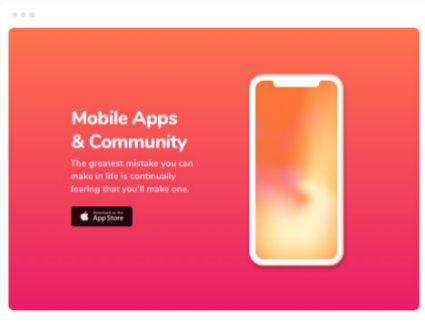 Mobile Apps
& Community
The greatest mistake you can
make in life is continually
fearing that you'll make one.
Download on the
App Store